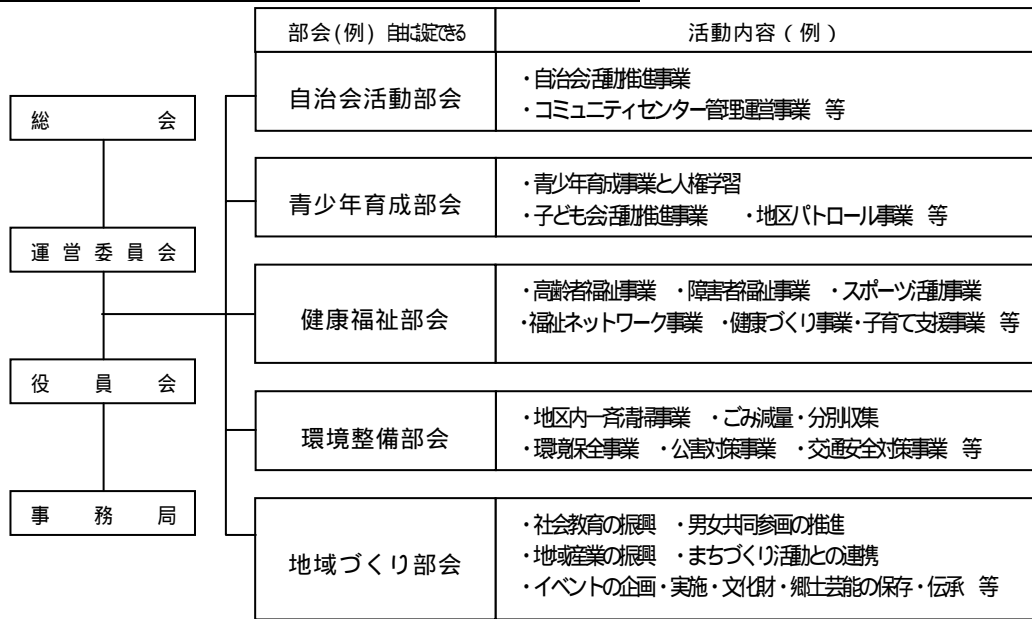 部会(例) 自由に設定できる
活動内容(例)
総会
運営委員会
役員会
事務局
自治会活動部会
・自治会活動推進事業
・コミュニティセンター管理運営事業 等
青少年育成部会
・青少年育成事業と人権学習
・子ども会活動推進事業 ・地区パトロール事業 等
健康福祉部会
・高齢者福祉事業 ・障害者福祉事業 ・スポーツ活動事業
・福祉ネットワーク事業 ・健康づくり事業・子育て支援事業 等
環境整備部会
・地区内一斉清掃事業 ・ごみ減量・分別収集
・環境保全事業 ・公害対策事業 ・交通安全対策事業 等
地域づくり部会
・社会教育の振興 ・男女共同参画の推進
・地域産業の振興 ・まちづくり活動との連携
・イベントの企画・実施・文化財・郷土芸能の保存・伝承 等